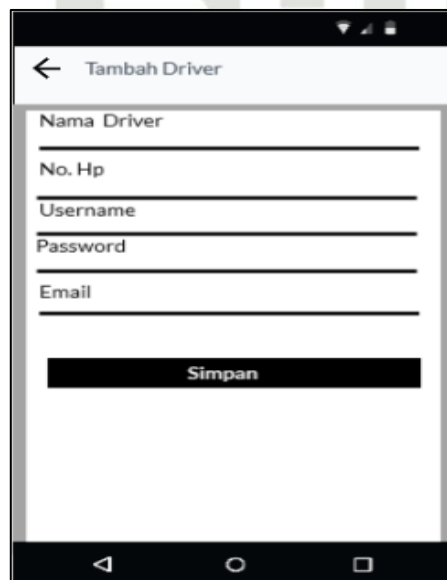 Tambah Driver
Nama Driver
No. Hp
Username
Password
Email
Simpan